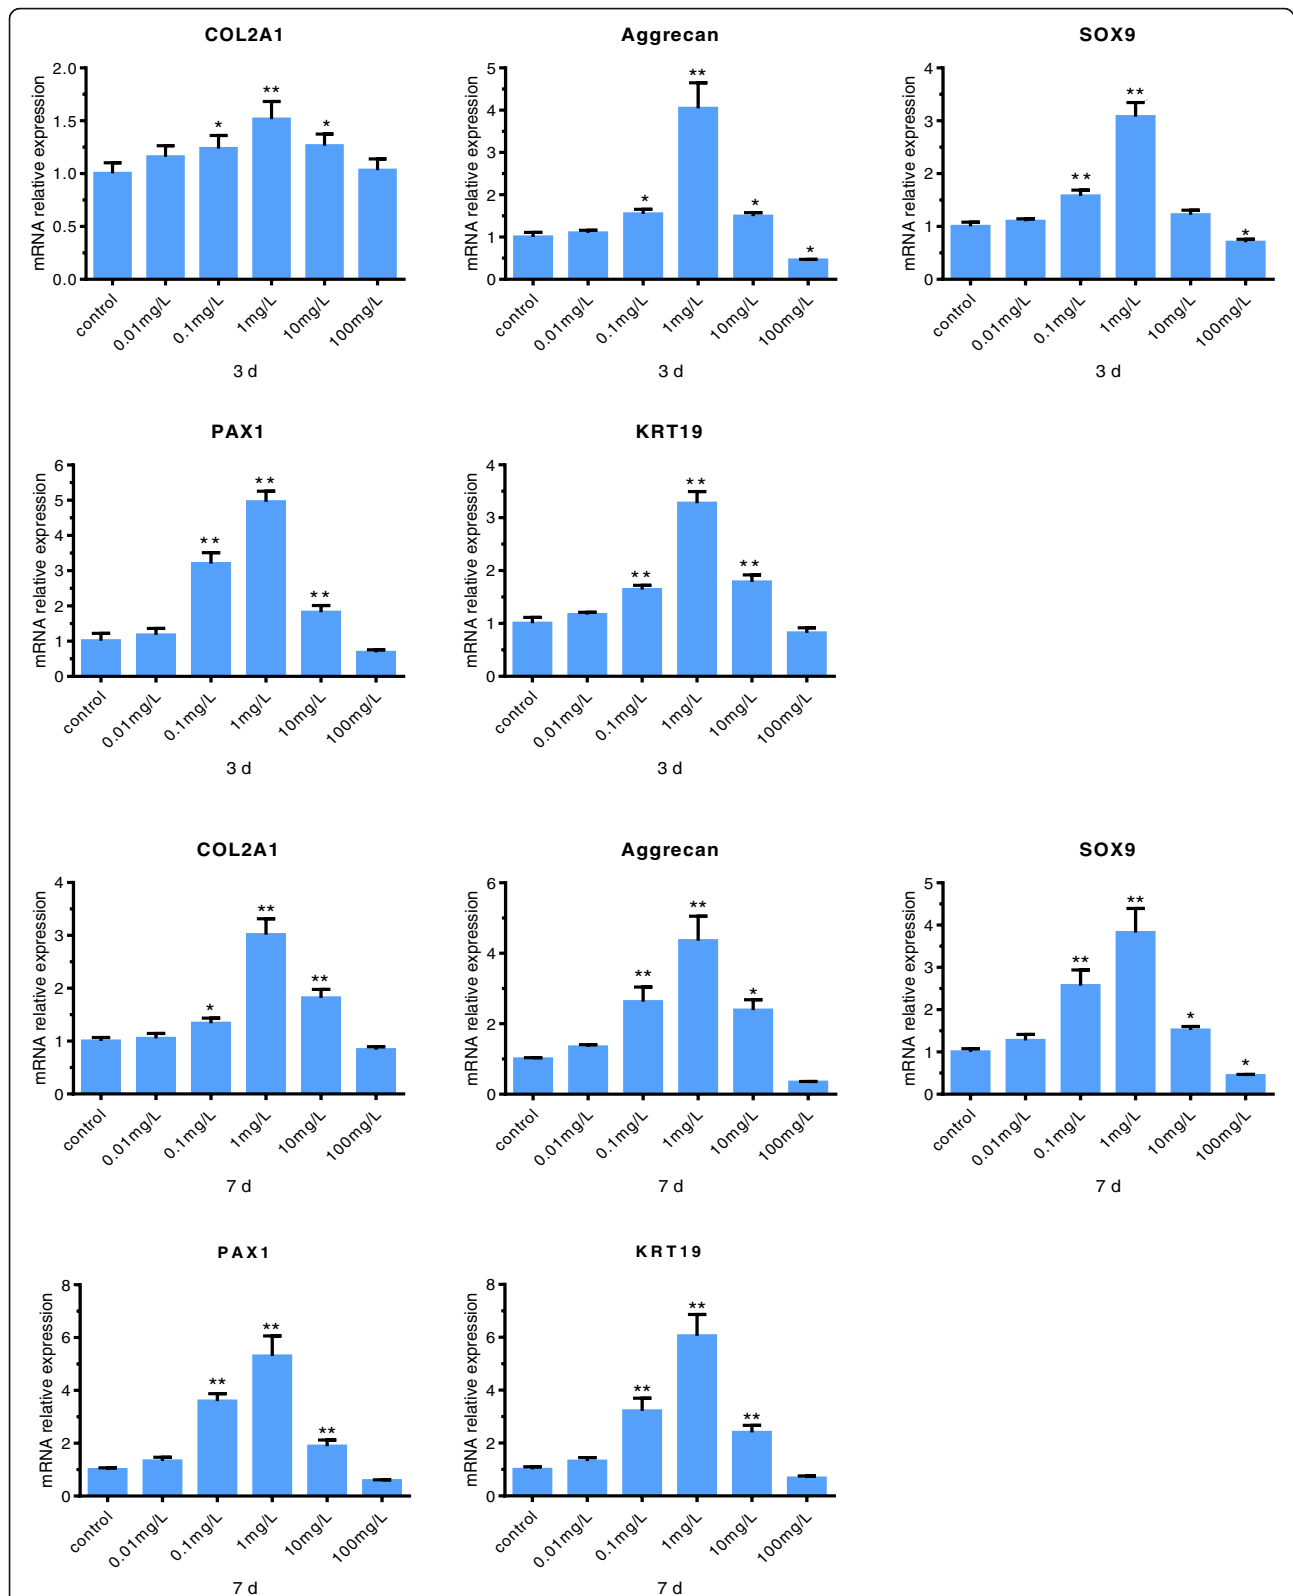 COL2A1
mRNA relative expression
2.0
1.5
1.0
0.5
0.0
*
**
*
control
0.01mg/L
0.1mg/L
1mg/L
10mg/L
100mg/L
3 d
Aggrecan
mRNA relative expression
5
4
3
2
1
0
*
**
*
*
control
0.01mg/L
0.1mg/L
1mg/L
10mg/L
100mg/L
3 d
SOX9
mRNA relative expression
4
3
2
1
0
**
**
*
control
0.01mg/L
0.1mg/L
1mg/L
10mg/L
100mg/L
3 d
PAX1
mRNA relative expression
6
5
4
3
2
1
0
**
**
**
control
0.01mg/L
0.1mg/L
1mg/L
10mg/L
100mg/L
3 d
KRT19
mRNA relative expression
4
3
2
1
0
**
**
**
control
0.01mg/L
0.1mg/L
1mg/L
10mg/L
100mg/L
3 d
COL2A1
mRNA relative expression
4
3
2
1
0
*
**
**
control
0.01mg/L
0.1mg/L
1mg/L
10mg/L
100mg/L
7 d
Aggrecan
mRNA relative expression
6
4
2
0
**
**
*
control
0.01mg/L
0.1mg/L
1mg/L
10mg/L
100mg/L
7 d
SOX9
mRNA relative expression
5
4
3
2
1
0
**
**
*
*
control
0.01mg/L
0.1mg/L
1mg/L
10mg/L
100mg/L
7 d
PAX1
mRNA relative expression
8
6
4
2
0
**
**
**
control
0.01mg/L
0.1mg/L
1mg/L
10mg/L
100mg/L
7 d
KRT19
mRNA relative expression
8
6
4
2
0
**
**
**
control
0.01mg/L
0.1mg/L
1mg/L
10mg/L
100mg/L
7 d